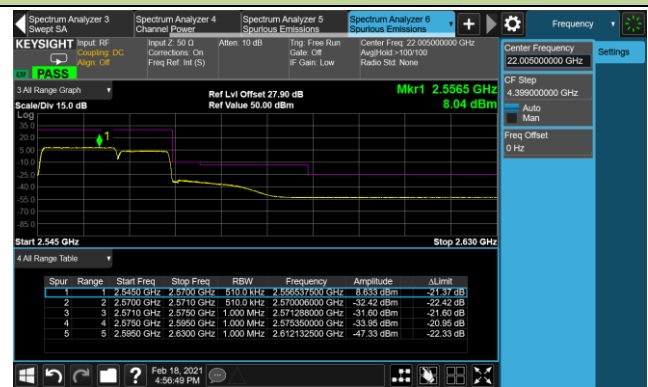 Spectrum Analyzer 3
Swept SA
Spectrum Analyzer 4
Channel Power
Spectrum Analyzer 5
Spurious Emissions
Spectrum Analyzer 6
Spurious Emissions
Frequency
KEYSIGHT
Input: RF
Coupling: DC
Align: Off
Input Z: 50 Ω
Corrections: On
Freq Ref: Int (S)
Atten: 10 dB
Trig: Free Run
Gate: Off
IF Gain: Low
Center Freq: 22.005000000 GHz
Avg|Hold:>100/100
Radio Std: None
PASS
Center Frequency
22.005000000 GHz
Settings
CF Step
4.399000000 GHz
Auto
Man
Freq Offset
0 Hz
3 All Range Graph
Scale/Div 15.0 dB
Ref Lvl Offset 27.90 dB
Ref Value 50.00 dBm
Mkr1 2.5565 GHz
8.04 dBm
Log
35.0
20.0
5.00
-10.0
-25.0
-40.0
-55.0
-70.0
-85.0
1
Start 2.545 GHz
Stop 2.630 GHz
4 All Range Table
Spur Range Start Freq Stop Freq RBW Frequency Amplitude ΔLimit
1 1 2.5450 GHz 2.5700 GHz 510.0 kHz 2.556537500 GHz 8.633 dBm -21.37 dB
2 2 2.5700 GHz 2.5710 GHz 510.0 kHz 2.570006000 GHz -32.42 dBm -22.42 dB
3 3 2.5710 GHz 2.5750 GHz 1.000 MHz 2.571288000 GHz -31.60 dBm -21.60 dB
4 4 2.5750 GHz 2.5950 GHz 1.000 MHz 2.575350000 GHz -33.95 dBm -20.95 dB
5 5 2.5950 GHz 2.6300 GHz 1.000 MHz 2.612132500 GHz -47.33 dBm -22.33 dB
?
Feb 18, 2021
4:56:49 PM